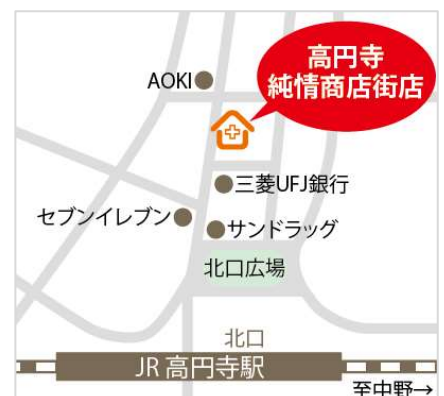 高円寺
純情商店街店
AOKI
三菱UFJ銀行
セブンイレブン
サンドラッグ
北口広場
北口
JR 高円寺駅
至中野→